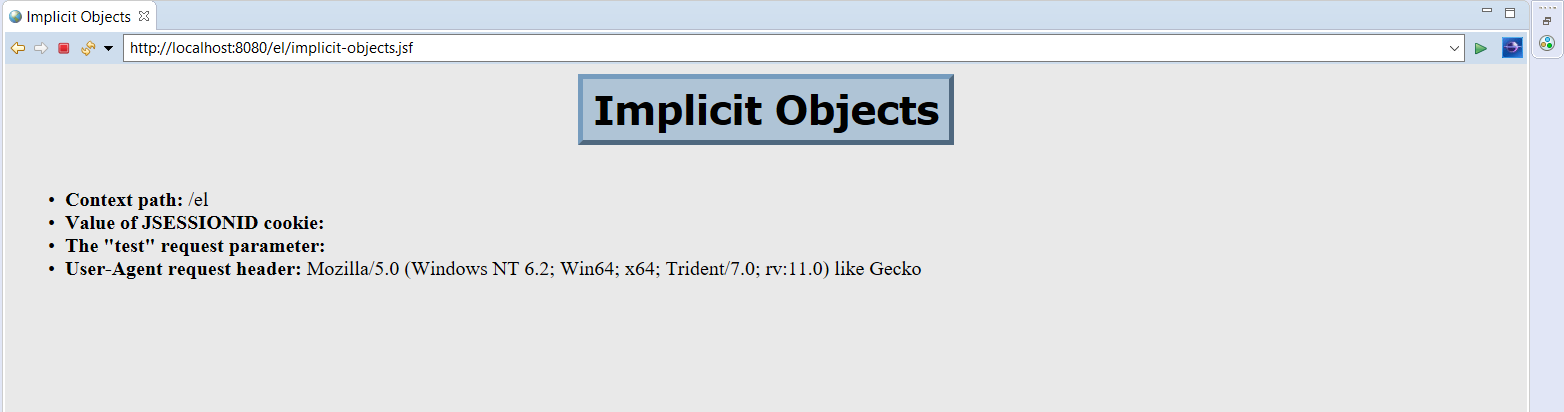 Implicit Objects
http://localhost:8080/el/implicit-objects.jsf
Implicit Objects
• Context path: /el
• Value of JSESSIONID cookie:
• The "test" request parameter:
• User-Agent request header: Mozilla/5.0 (Windows NT 6.2; Win64; x64; Trident/7.0; rv:11.0) like Gecko